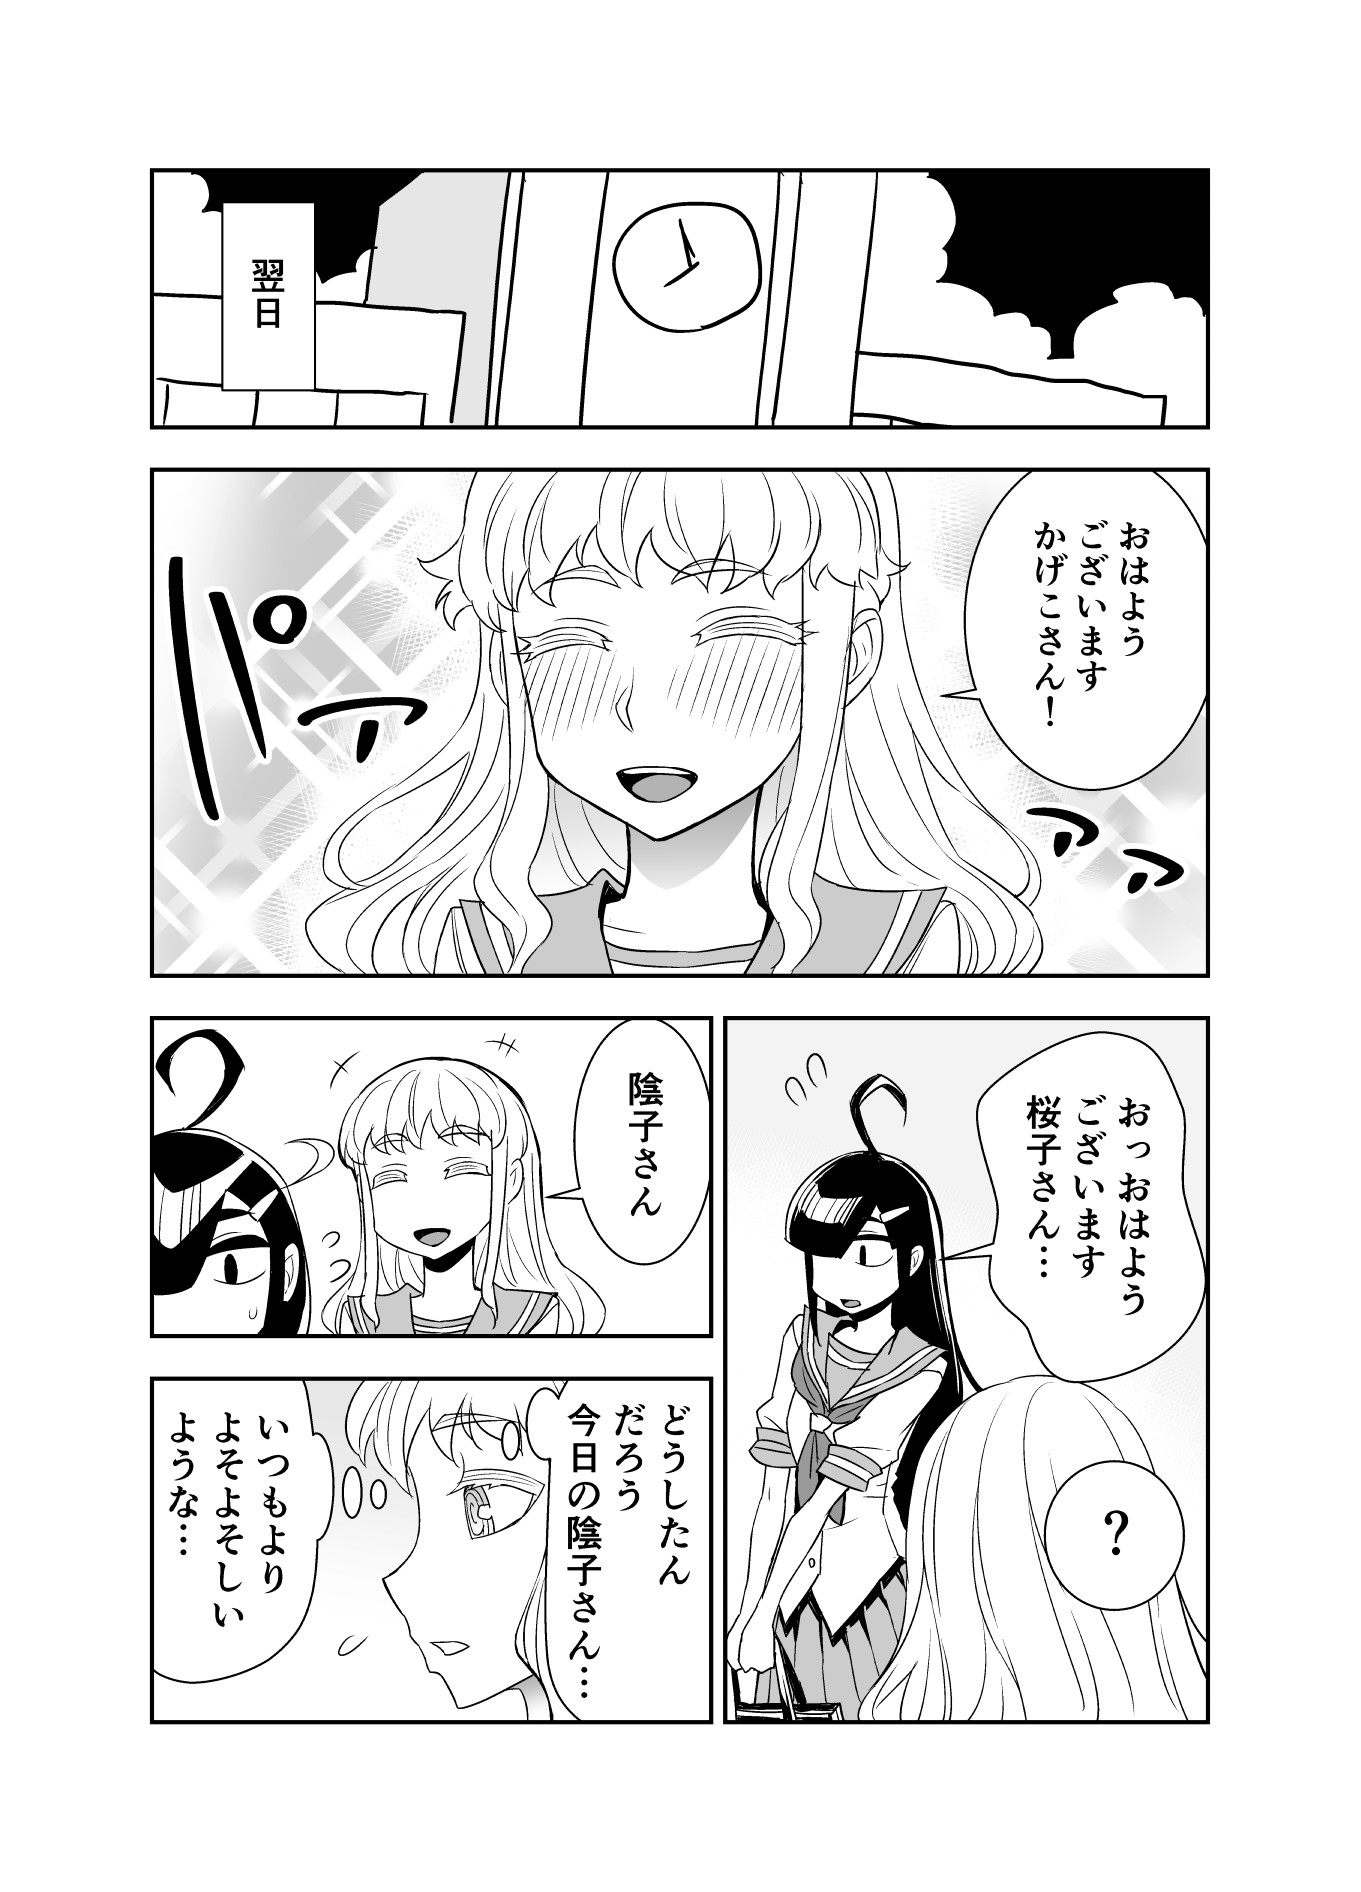 翌日
おはよう
ございます
かげこさん！
パァァァ
おっおはよう
ございます
桜子さん…
？
陰子さん
どうしたん
だろう
今日の陰子さん…
いつもより
よそよそしい
ような…